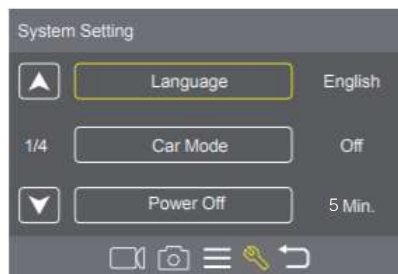 System Setting
Language English
1/4 Car Mode Off
Power Off 5 Min.